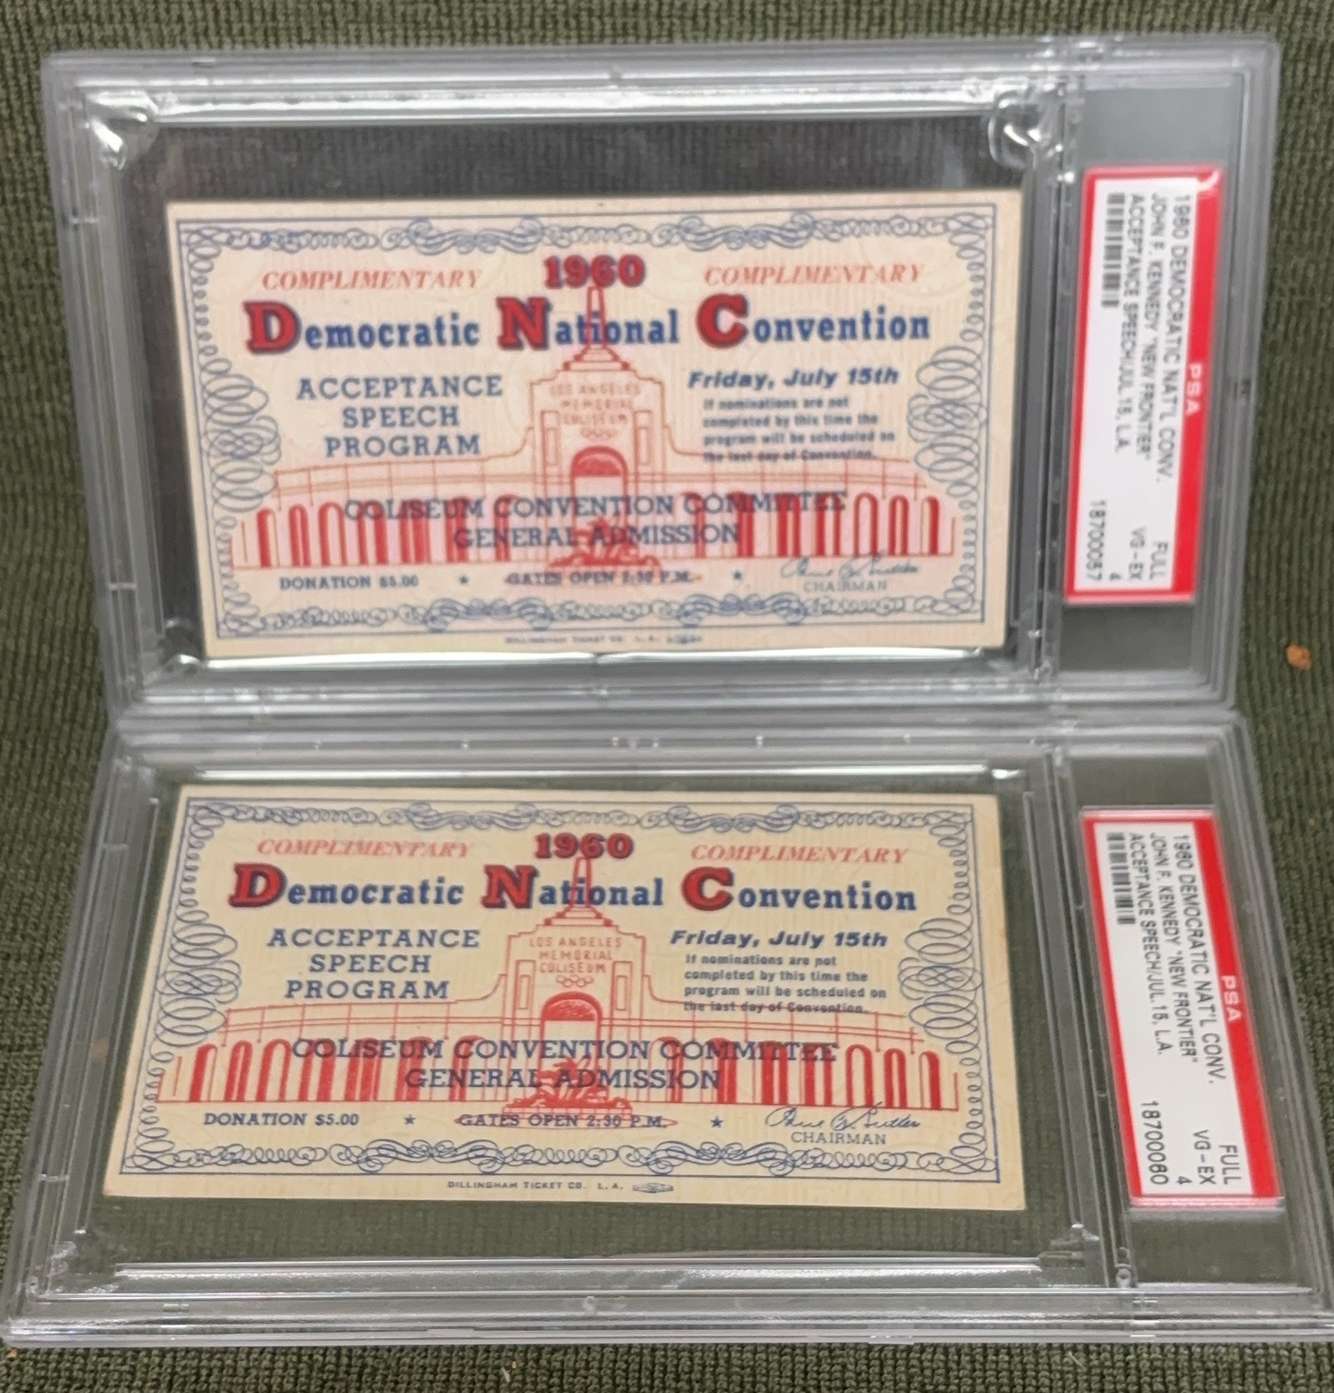 COMPLIMENTARY 1960 COMPLIMENTARY
Democratic National Convention
ACCEPTANCE
SPEECH
PROGRAM
LOS ANGELES
MEMORIAL
COLISEUM
Friday, July 15th
If nominations are not
completed by this time the
program will be scheduled on
the last day of Convention.
COLISEUM CONVENTION COMMITTEE
GENERAL ADMISSION
DONATION $5.00 ★ GATES OPEN 2:30 P.M. ★
CHAIRMAN
DILLINGHAM TICKET CO. L.A.
PSA
1960 DEMOCRATIC NAT'L CONV. FULL
JOHN F. KENNEDY "NEW FRONTIER" VG-EX
ACCEPTANCE SPEECH/JUL.15, L.A. 4
18700057
COMPLIMENTARY 1960 COMPLIMENTARY
Democratic National Convention
ACCEPTANCE
SPEECH
PROGRAM
LOS ANGELES
MEMORIAL
COLISEUM
Friday, July 15th
If nominations are not
completed by this time the
program will be scheduled on
the last day of Convention.
COLISEUM CONVENTION COMMITTEE
GENERAL ADMISSION
DONATION $5.00 ★ GATES OPEN 2:30 P.M. ★
CHAIRMAN
DILLINGHAM TICKET CO. L.A.
PSA
1960 DEMOCRATIC NAT'L CONV. FULL
JOHN F. KENNEDY "NEW FRONTIER" VG-EX
ACCEPTANCE SPEECH/JUL.15, L.A. 4
18700060